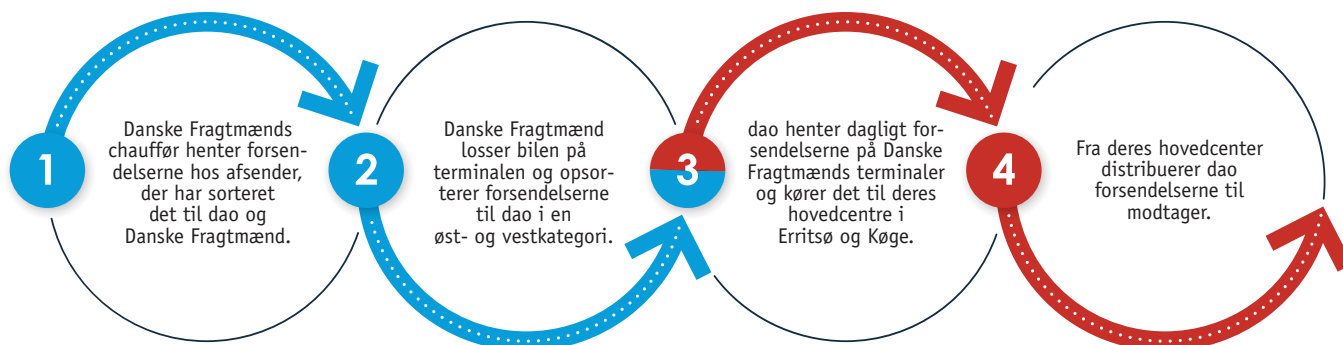 1
Danske Fragtmænds
chauffør henter forsen-
delserne hos afsender,
der har sorteret
det til dao og
Danske Fragtmænd.
2
Danske Fragtmænd
losser bilen på
terminalen og opsor-
terer forsendelserne
til dao i en
øst- og vestkategori.
3
dao henter dagligt for-
sendelserne på Danske
Fragtmænds terminaler
og kører det til deres
hovedcentre i
Erritsø og Køge.
4
Fra deres hovedcenter
distribuerer dao
forsendelserne til
modtager.